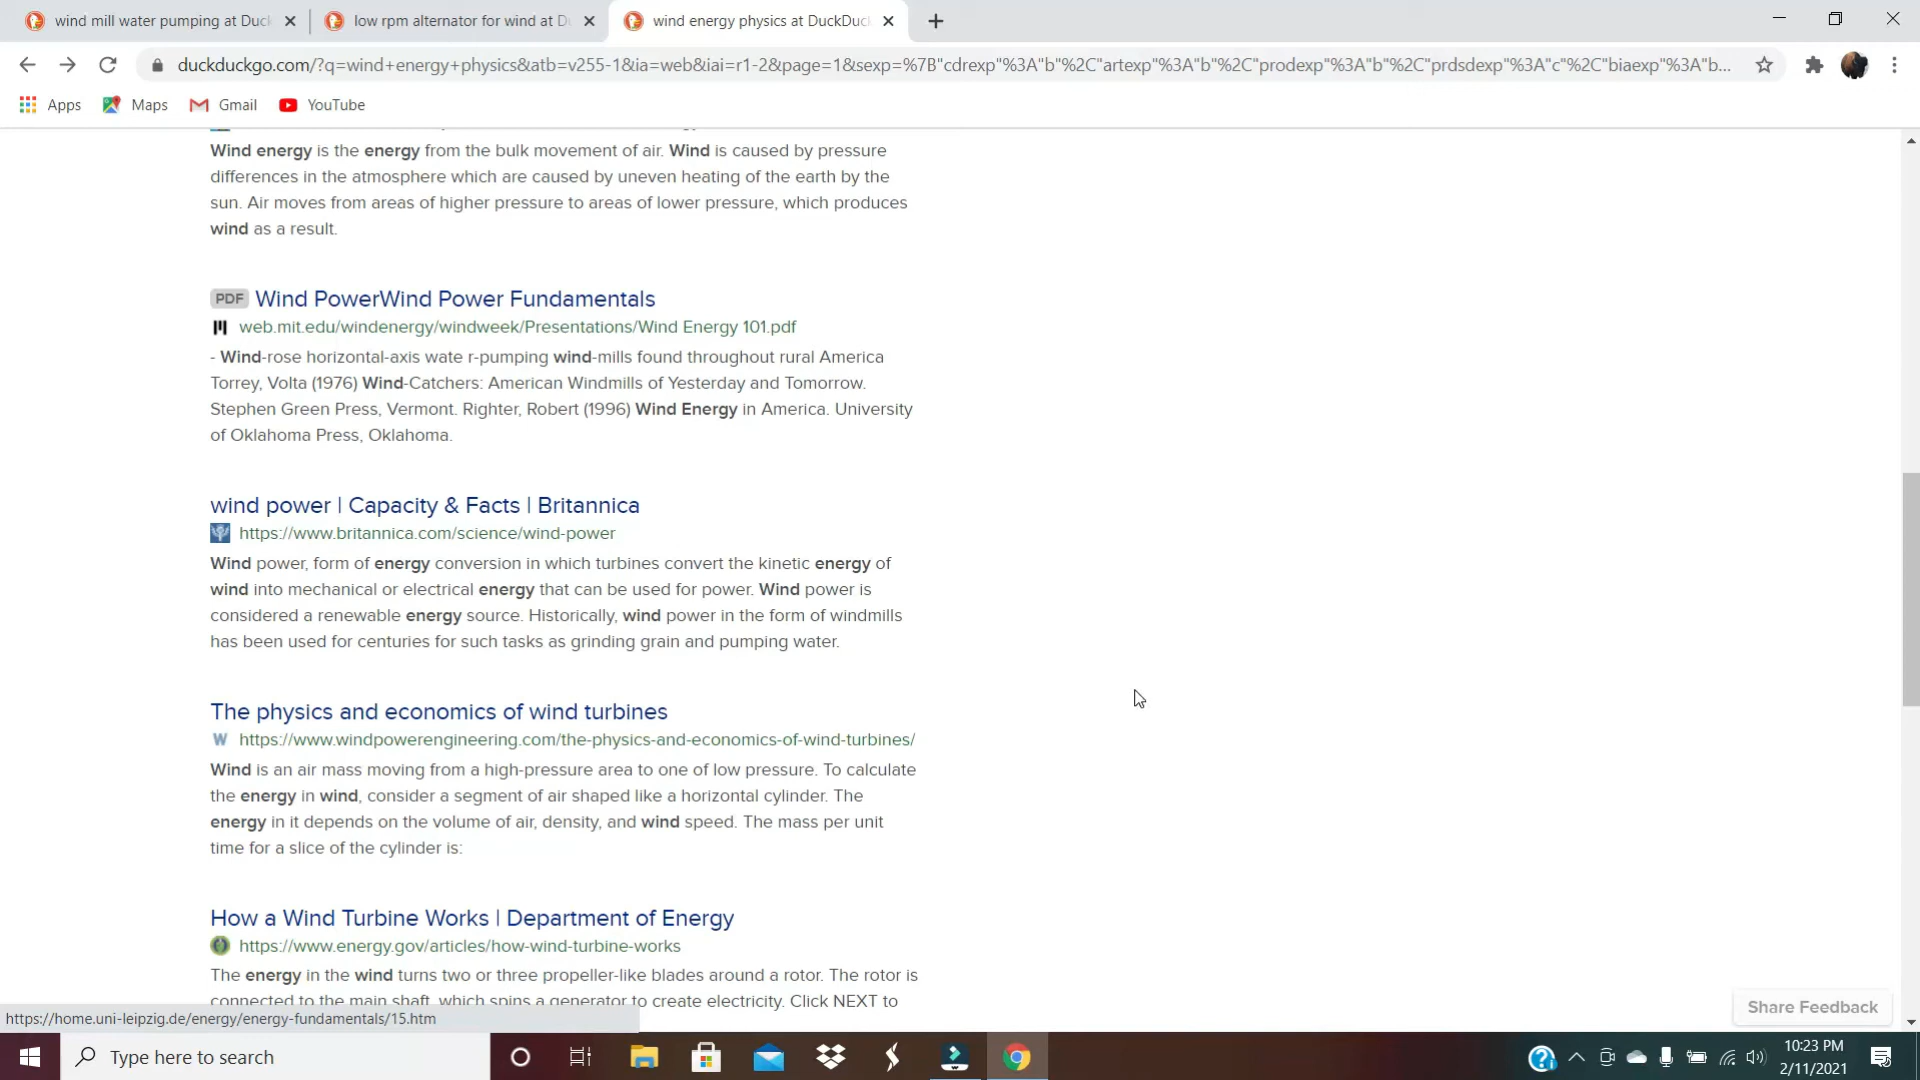 wind mill water pumping at Duck
low rpm alternator for wind at D
wind energy physics at DuckDuc
duckduckgo.com/?q=wind+energy+physics&atb=v255-1&ia=web&iai=r1-2&page=1&sexp=%7B"cdrexp"%3A"b"%2C"artexp"%3A"b"%2C"prodexp"%3A"b"%2C"prdsdexp"%3A"c"%2C"biaexp"%3A"b...
Apps
Maps
Gmail
YouTube
Wind energy is the energy from the bulk movement of air. Wind is caused by pressure
differences in the atmosphere which are caused by uneven heating of the earth by the
sun. Air moves from areas of higher pressure to areas of lower pressure, which produces
wind as a result.
PDF Wind PowerWind Power Fundamentals
web.mit.edu/windenergy/windweek/Presentations/Wind Energy 101.pdf
- Wind-rose horizontal-axis wate r-pumping wind-mills found throughout rural America
Torrey, Volta (1976) Wind-Catchers: American Windmills of Yesterday and Tomorrow.
Stephen Green Press, Vermont. Righter, Robert (1996) Wind Energy in America. University
of Oklahoma Press, Oklahoma.
wind power | Capacity & Facts | Britannica
https://www.britannica.com/science/wind-power
Wind power, form of energy conversion in which turbines convert the kinetic energy of
wind into mechanical or electrical energy that can be used for power. Wind power is
considered a renewable energy source. Historically, wind power in the form of windmills
has been used for centuries for such tasks as grinding grain and pumping water.
The physics and economics of wind turbines
W https://www.windpowerengineering.com/the-physics-and-economics-of-wind-turbines/
Wind is an air mass moving from a high-pressure area to one of low pressure. To calculate
the energy in wind, consider a segment of air shaped like a horizontal cylinder. The
energy in it depends on the volume of air, density, and wind speed. The mass per unit
time for a slice of the cylinder is:
How a Wind Turbine Works | Department of Energy
https://www.energy.gov/articles/how-wind-turbine-works
The energy in the wind turns two or three propeller-like blades around a rotor. The rotor is
connected to the main shaft, which spins a generator to create electricity. Click NEXT to
Share Feedback
https://home.uni-leipzig.de/energy/energy-fundamentals/15.htm
Type here to search
10:23 PM
2/11/2021